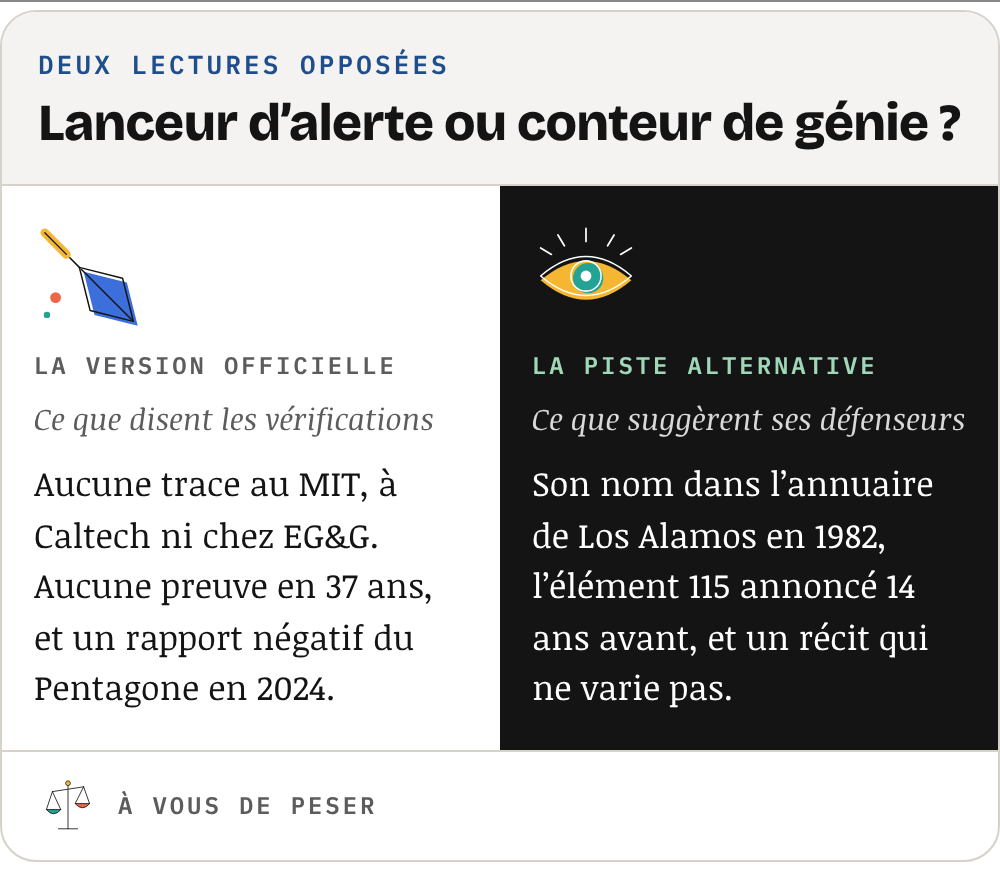 DEUX LECTURES OPPOSÉES
Lanceur d’alerte ou conteur de génie ?
LA VERSION OFFICIELLE
Ce que disent les vérifications
Aucune trace au MIT, à
Caltech ni chez EG&G.
Aucune preuve en 37 ans,
et un rapport négatif du
Pentagone en 2024.
LA PISTE ALTERNATIVE
Ce que suggèrent ses défenseurs
Son nom dans l’annuaire
de Los Alamos en 1982,
l’élément 115 annoncé 14
ans avant, et un récit qui
ne varie pas.
À VOUS DE PESER